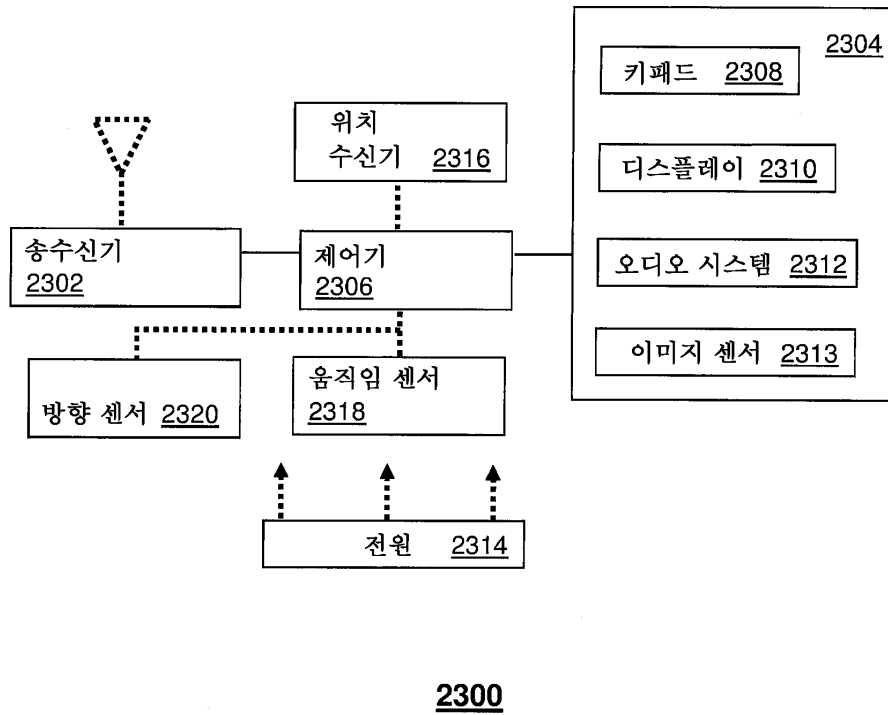 2304
키패드 2308
위치
수신기 2316
디스플레이 2310
송수신기
2302
제어기
2306
오디오 시스템 2312
이미지 센서 2313
움직임 센서
2318
방향 센서 2320
전원 2314
2300